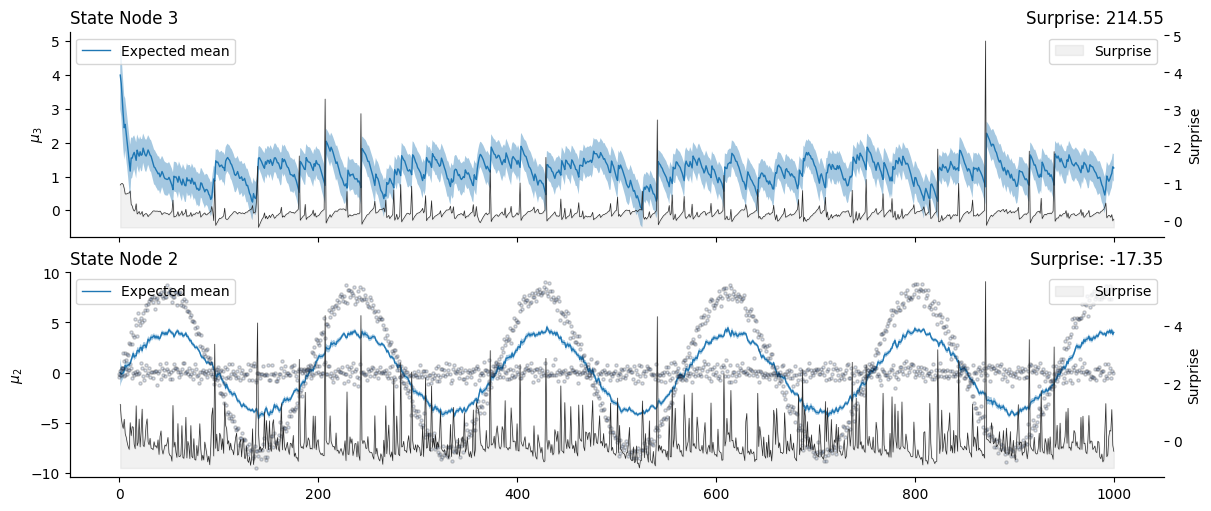 State Node 3
Surprise: 214.55
Expected mean
Surprise
μ3
5
4
3
2
1
0
5
4
3
2
1
0
Surprise
State Node 2
Surprise: -17.35
Expected mean
Surprise
μ2
10
5
0
−5
−10
4
2
0
Surprise
0
200
400
600
800
1000